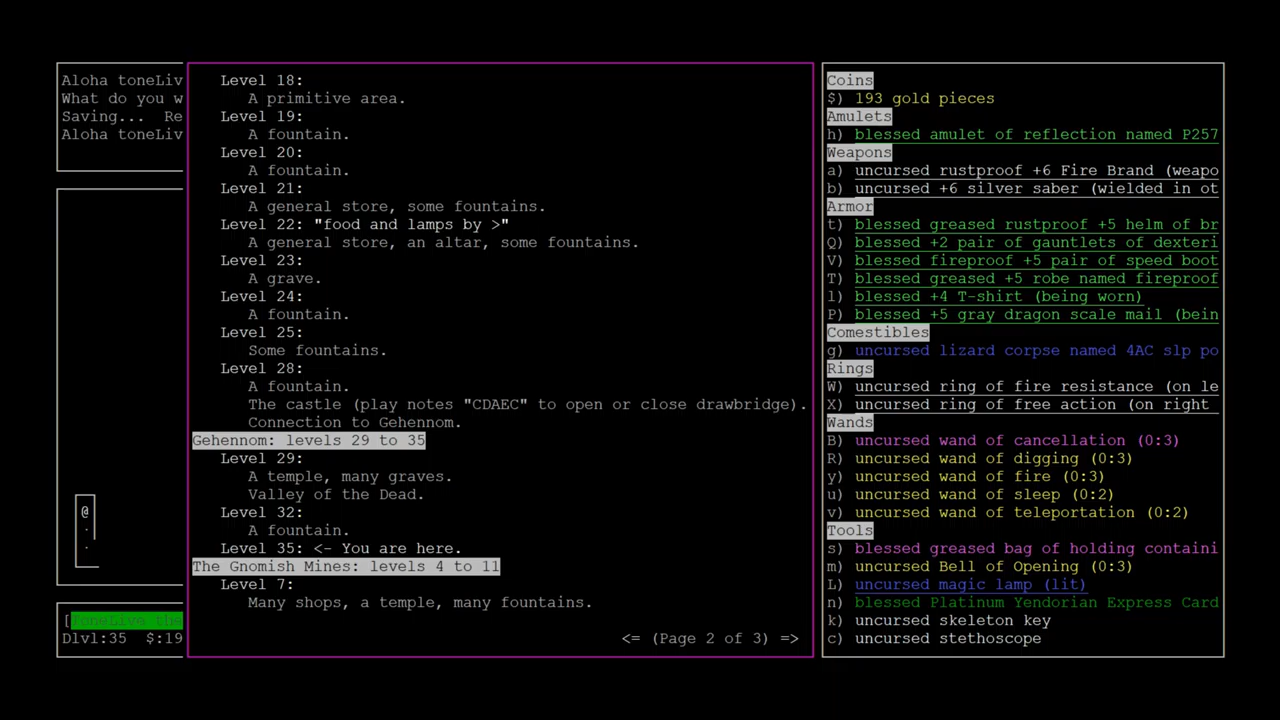 Aloha toneLiv
What do you w
Saving... Re
Aloha toneLiv
@
[ToneLive the
Dlvl:35 $:19
Level 18:
A primitive area.
Level 19:
A fountain.
Level 20:
A fountain.
Level 21:
A general store, some fountains.
Level 22: "food and lamps by >"
A general store, an altar, some fountains.
Level 23:
A grave.
Level 24:
A fountain.
Level 25:
Some fountains.
Level 28:
A fountain.
The castle (play notes "CDAEC" to open or close drawbridge).
Connection to Gehennom.
Gehennom: levels 29 to 35
Level 29:
A temple, many graves.
Valley of the Dead.
Level 32:
A fountain.
Level 35: <- You are here.
The Gnomish Mines: levels 4 to 11
Level 7:
Many shops, a temple, many fountains.
<= (Page 2 of 3) =>
Coins
$) 193 gold pieces
Amulets
h) blessed amulet of reflection named P257
Weapons
a) uncursed rustproof +6 Fire Brand (weapo
b) uncursed +6 silver saber (wielded in ot
Armor
t) blessed greased rustproof +5 helm of br
Q) blessed +2 pair of gauntlets of dexteri
V) blessed fireproof +5 pair of speed boot
T) blessed greased +5 robe named fireproof
l) blessed +4 T-shirt (being worn)
P) blessed +5 gray dragon scale mail (bein
Comestibles
g) uncursed lizard corpse named 4AC slp po
Rings
W) uncursed ring of fire resistance (on le
X) uncursed ring of free action (on right
Wands
B) uncursed wand of cancellation (0:3)
R) uncursed wand of digging (0:3)
y) uncursed wand of fire (0:3)
u) uncursed wand of sleep (0:2)
v) uncursed wand of teleportation (0:2)
Tools
s) blessed greased bag of holding containi
m) uncursed Bell of Opening (0:3)
L) uncursed magic lamp (lit)
n) blessed Platinum Yendorian Express Card
k) uncursed skeleton key
c) uncursed stethoscope